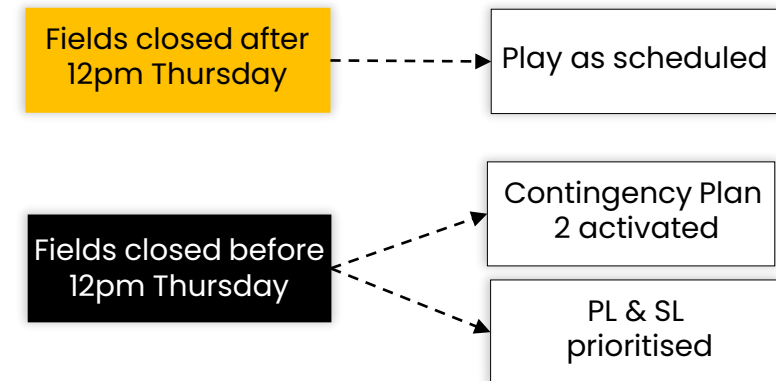 Fields closed after
12pm Thursday
Play as scheduled
Fields closed before
12pm Thursday
Contingency Plan
2 activated
PL & SL
prioritised